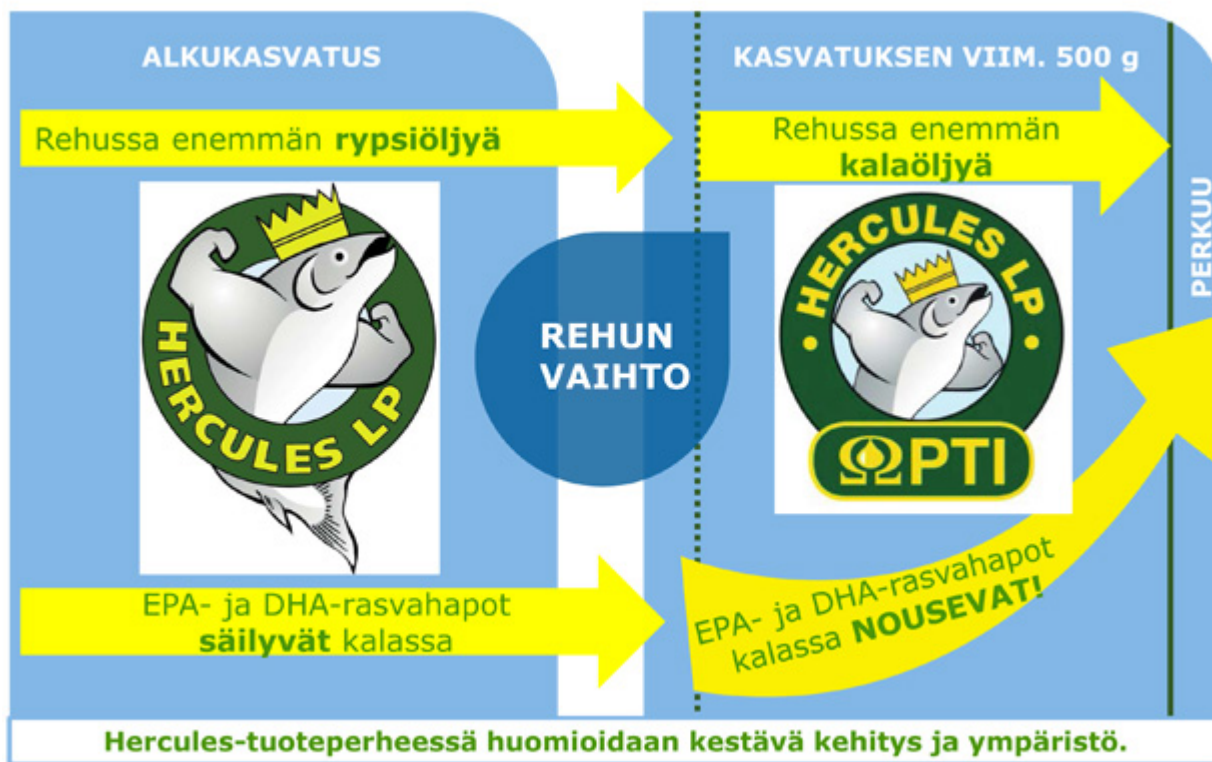 ALKUKASVATUS
Rehussa enemmän rypsiöljyä
HERCULES LP
EPA- ja DHA-rasvahapot
säilyvät kalassa
REHUN
VAIHTO
KASVATUKSEN VIIM. 500 g
Rehussa enemmän
kalaöljyä
• HERCULES LP •
ΩPTI
EPA- ja DHA-rasvahapot
kalassa NOUSEVAT!
PERKUU
Hercules-tuoteperheessä huomioidaan kestävä kehitys ja ympäristö.